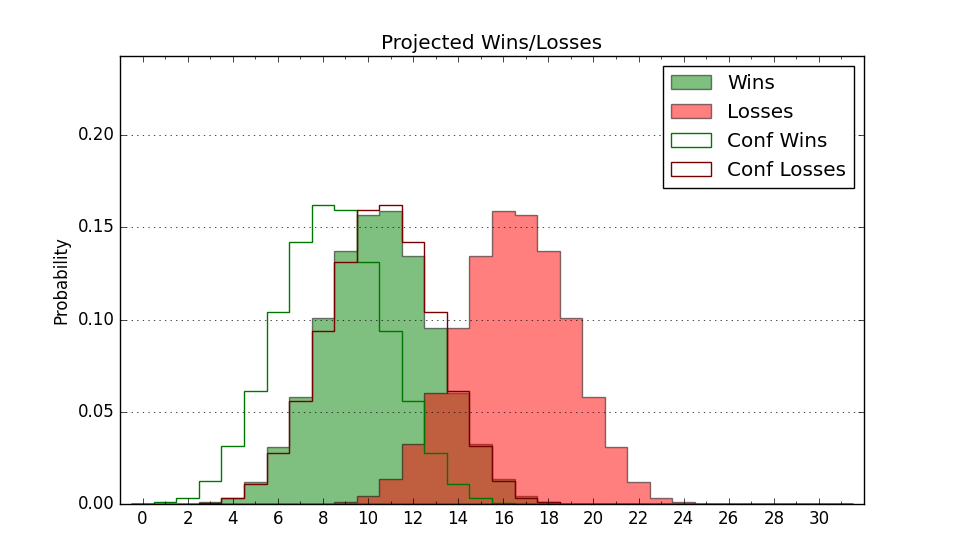 Projected Wins/Losses
Wins
Losses
Conf Wins
Conf Losses
Probability
0.20
0.15
0.10
0.05
0.00
0 2 4 6 8 10 12 14 16 18 20 22 24 26 28 30